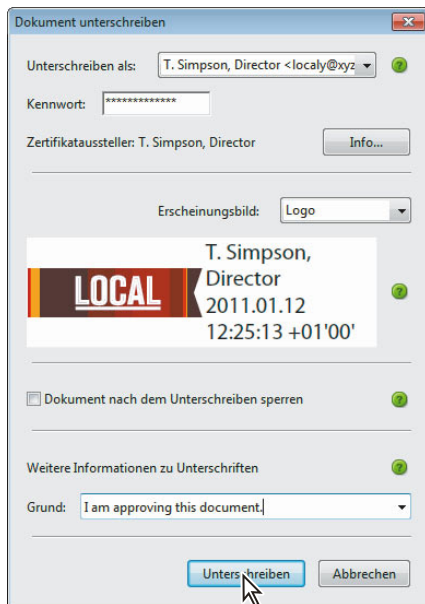 Dokument unterschreiben
Unterschreiben als: T. Simpson, Director <localy@xyz
Kennwort: *************
Zertifikataussteller: T. Simpson, Director Info...
Erscheinungsbild: Logo
LOCAL
T. Simpson,
Director
2011.01.12
12:25:13 +01'00'
Dokument nach dem Unterschreiben sperren
Weitere Informationen zu Unterschriften
Grund: I am approving this document.
Unterschreiben Abbrechen